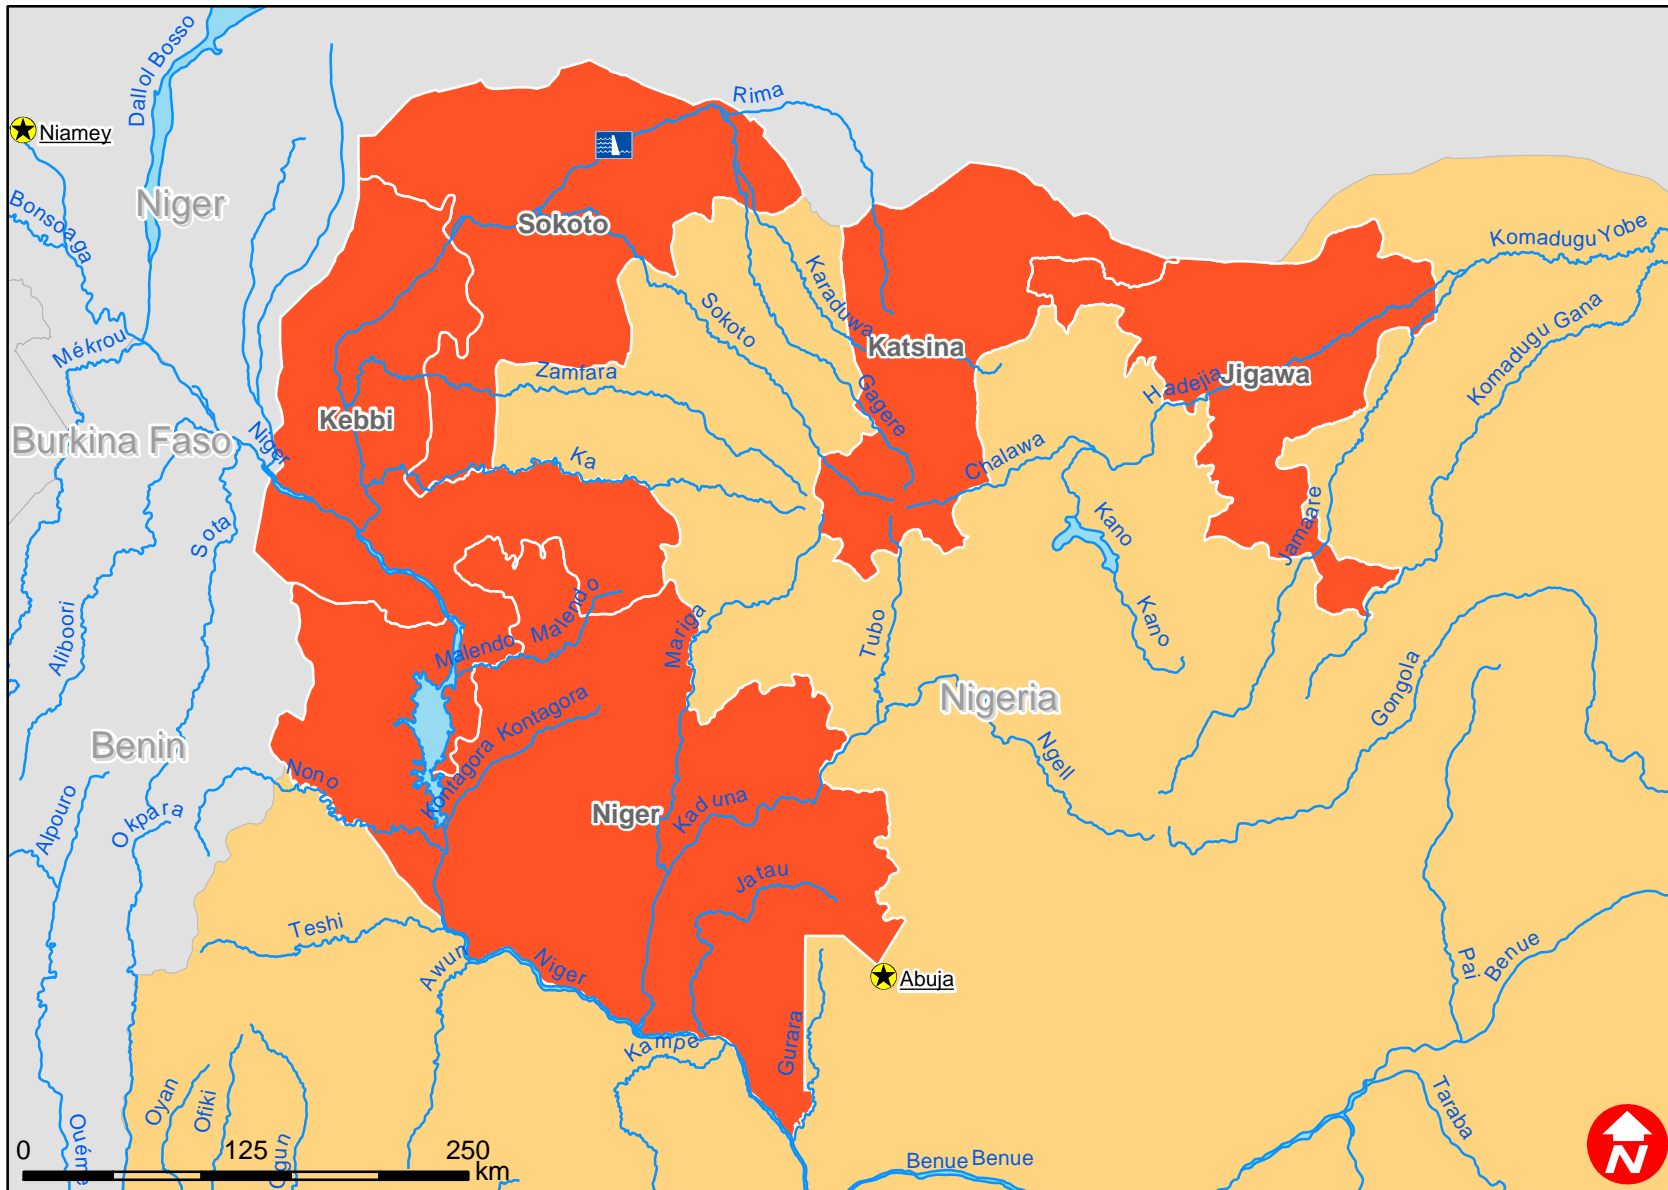 Dallol Bosso
Rima
Niamey
Niger
Bonsoaga
Sokoto
Komadugu Yobe
Karaduwa
Sokoto
Komadugu Gana
Mékrou
Katsina
Zamfara
Hadejia
Jigawa
Gagere
Kebbi
Burkina Faso
Niger
Ka
Chalawa
Sota
Kano
Jamaare
Aliboori
Malendo
Malendo
Mariga
Tubo
Kano
Gongola
Nigeria
Kontagora
Kontagora
Benin
Nono
Ngell
Niger
Kaduna
Alpouro
Okpara
Jatau
Teshi
Awun
Niger
Pai
Benue
Abuja
Kampe
Gurara
Oyan
Ofiki
Ogun
Ouéme
Taraba
0 125 250
km
Benue Benue
N